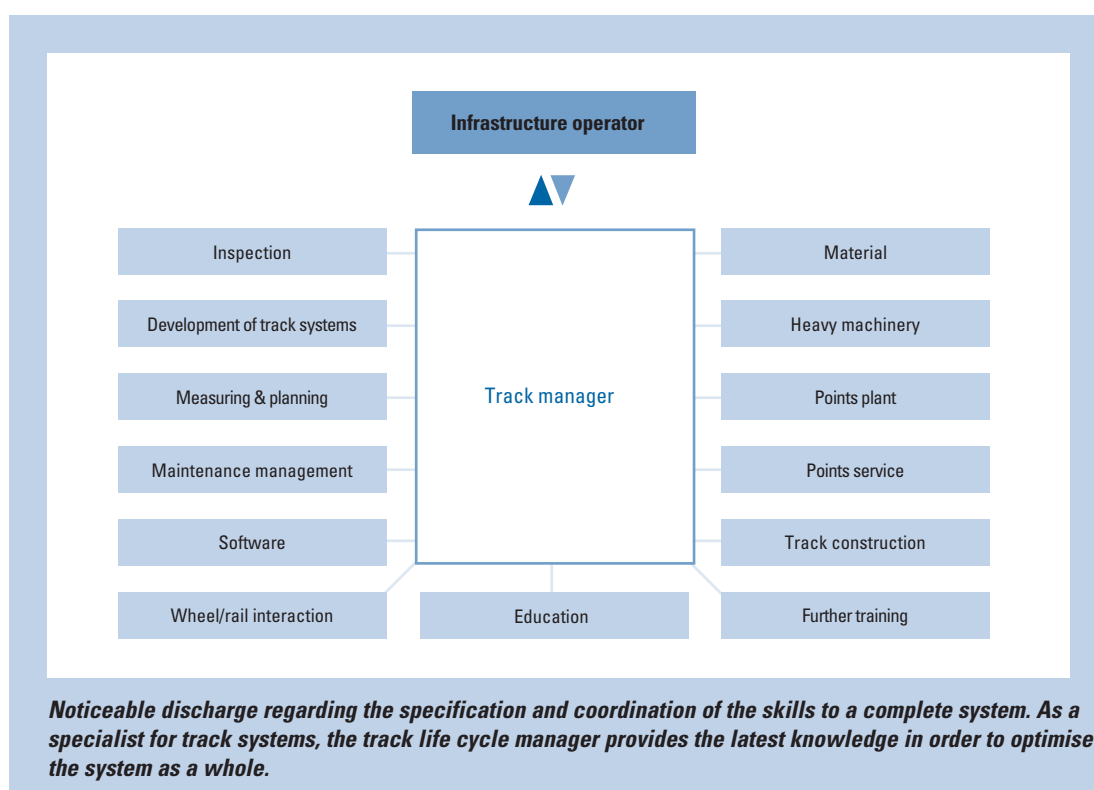 Infrastructure operator
Inspection
Development of track systems
Measuring & planning
Maintenance management
Software
Wheel/rail interaction
Track manager
Education
Material
Heavy machinery
Points plant
Points service
Track construction
Further training
Noticeable discharge regarding the specification and coordination of the skills to a complete system. As a
specialist for track systems, the track life cycle manager provides the latest knowledge in order to optimise
the system as a whole.